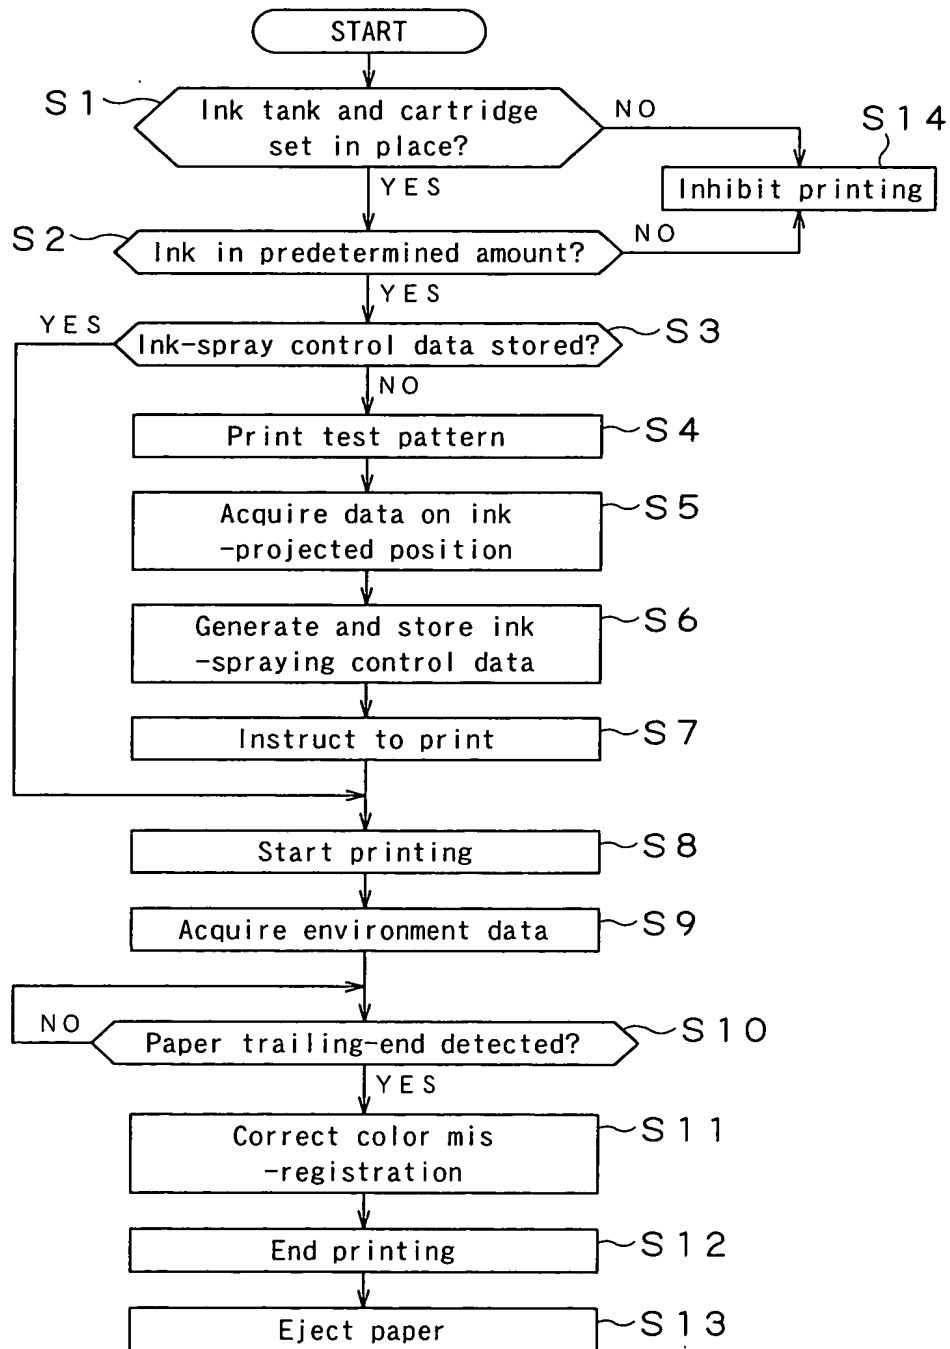 START
S1
Ink tank and cartridge
set in place?
NO
S14
Inhibit printing
YES
S2
Ink in predetermined amount?
NO
YES
YES
Ink-spray control data stored?
S3
NO
Print test pattern
S4
Acquire data on ink
-projected position
S5
Generate and store ink
-spraying control data
S6
Instruct to print
S7
Start printing
S8
Acquire environment data
S9
NO
Paper trailing-end detected?
S10
YES
Correct color mis
-registration
S11
End printing
S12
Eject paper
S13